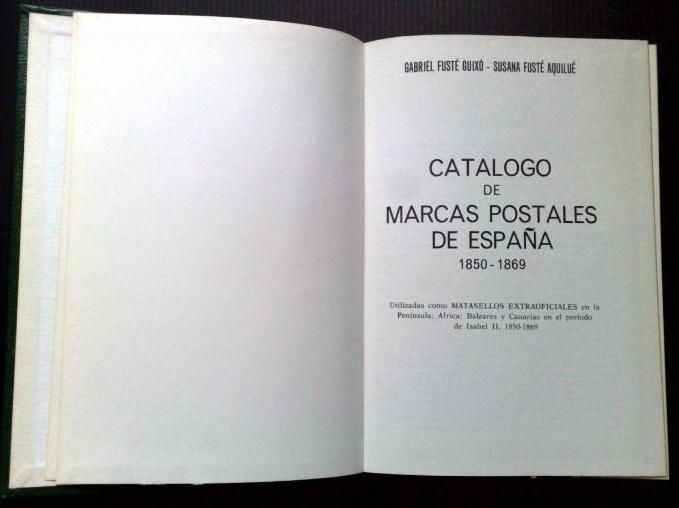 GABRIEL FUSTÉ GUIXÓ - SUSANA FUSTÉ AQUILUÉ
CATALOGO
DE
MARCAS POSTALES
DE ESPAÑA
1850 - 1869
Utilizadas como MATASELLOS EXTRAOFICIALES en la
Península; Africa; Baleares y Canarias en el período
de Isabel II. 1850-1869